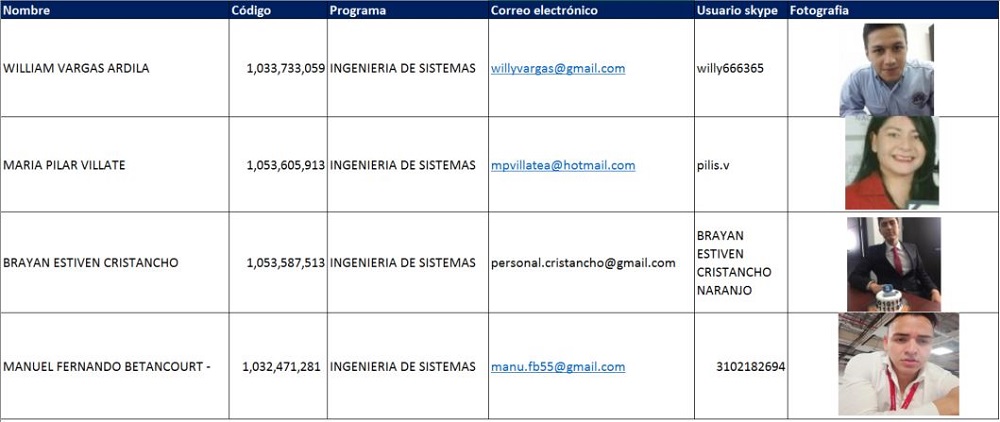 Nombre Código Programa Correo electrónico Usuario skype Fotografia
WILLIAM VARGAS ARDILA 1,033,733,059 INGENIERIA DE SISTEMAS willyvargas@gmail.com willy666365
MARIA PILAR VILLATE 1,053,605,913 INGENIERIA DE SISTEMAS mpvillatea@hotmail.com pilis.v
BRAYAN ESTIVEN CRISTANCHO 1,053,587,513 INGENIERIA DE SISTEMAS personal.cristancho@gmail.com BRAYAN
ESTIVEN
CRISTANCHO
NARANJO
MANUEL FERNANDO BETANCOURT - 1,032,471,281 INGENIERIA DE SISTEMAS manu.fb55@gmail.com 3102182694